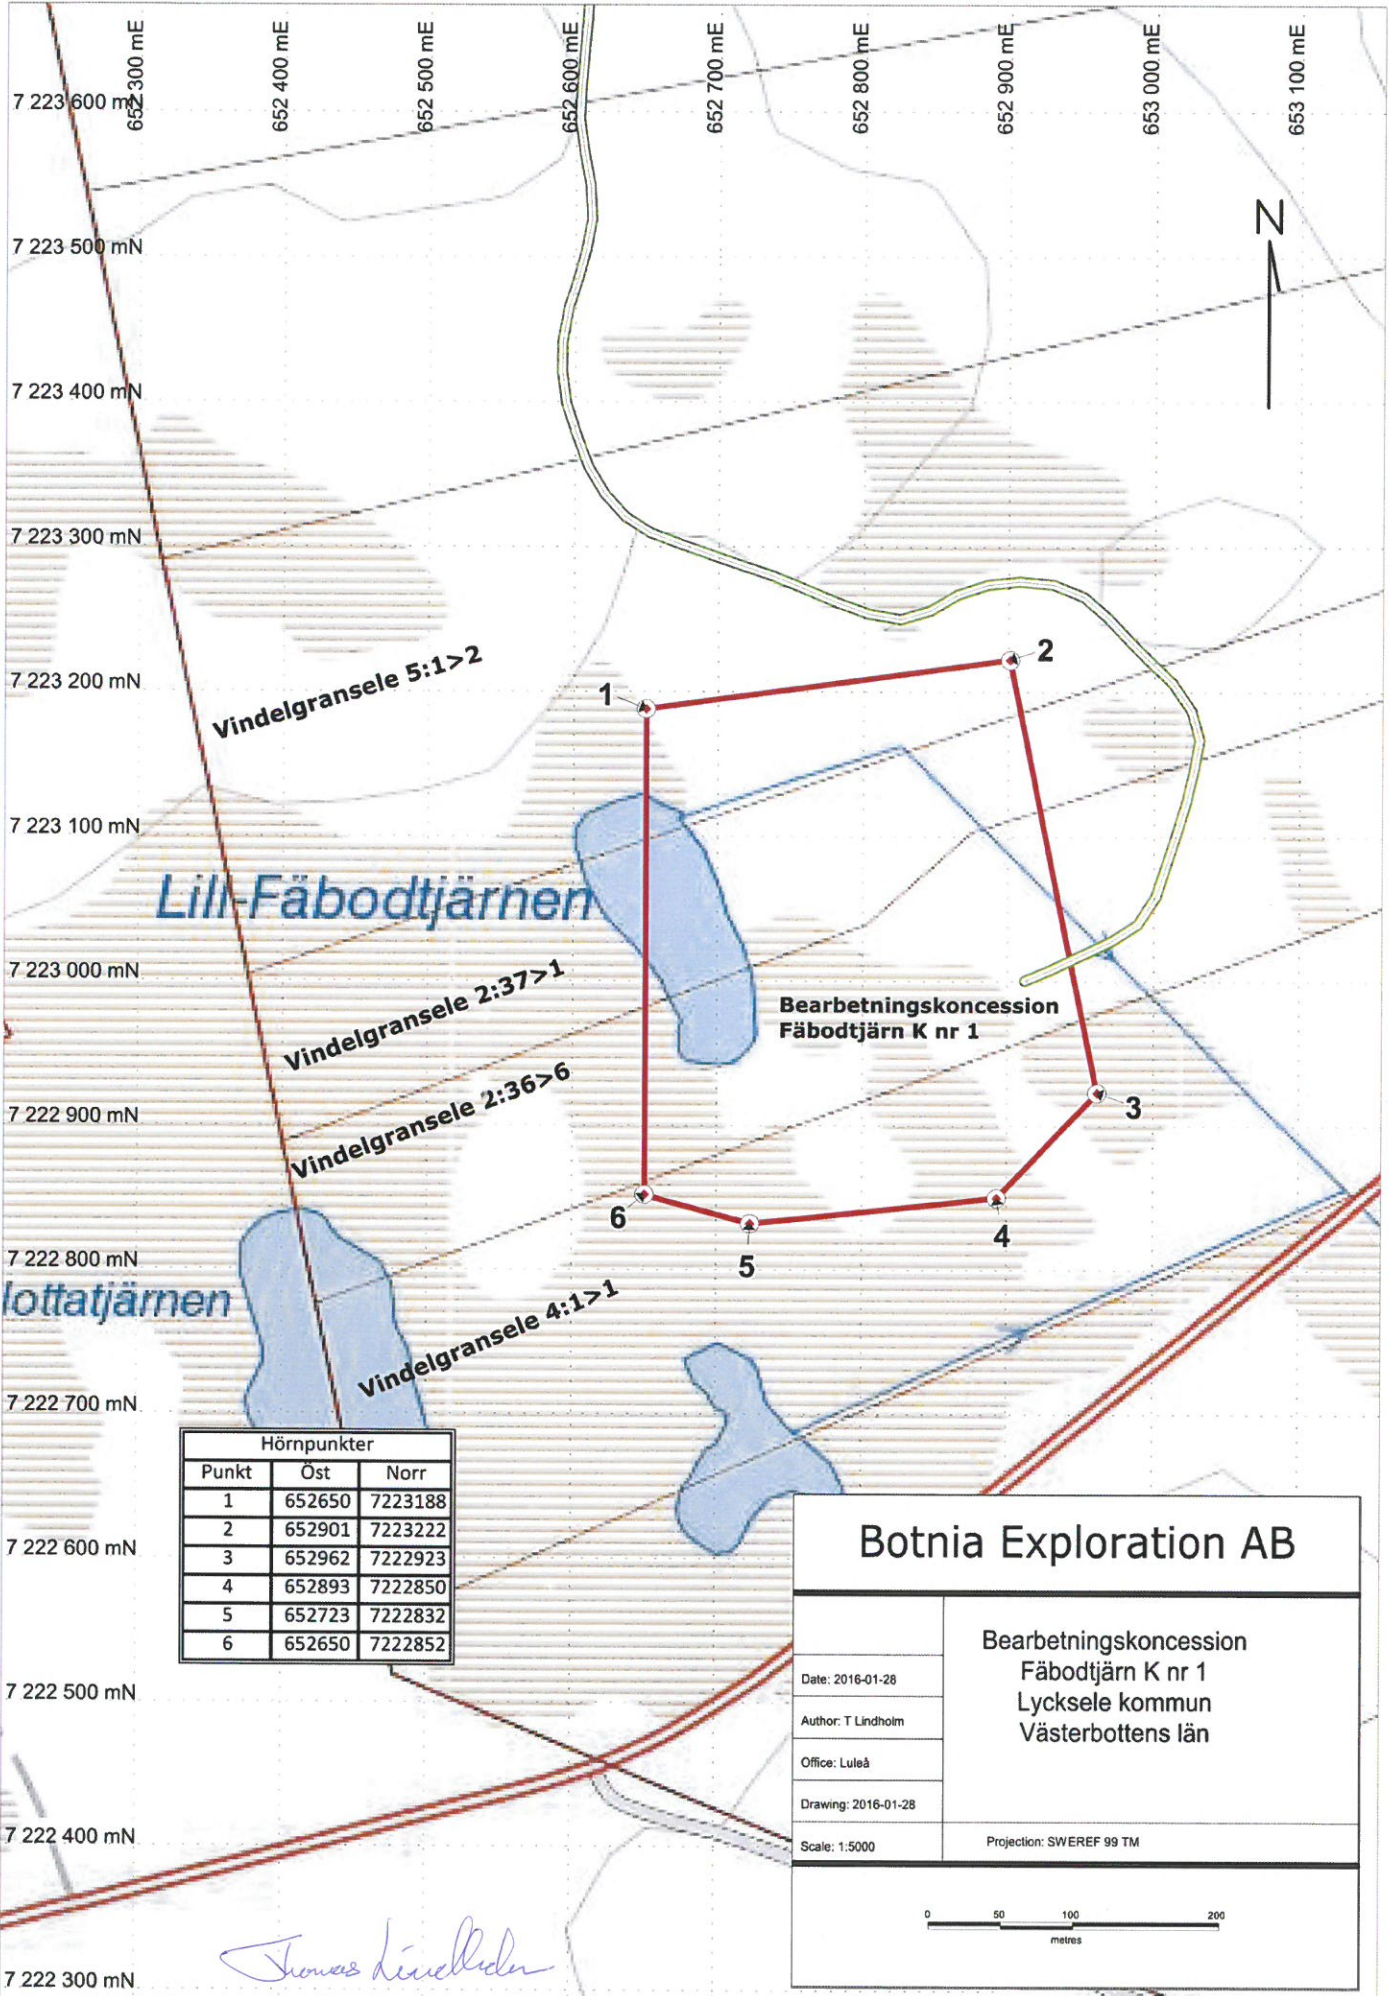 652 300 mE
652 400 mE
652 500 mE
652 600 mE
652 700 mE
652 800 mE
652 900 mE
653 000 mE
653 100 mE
7 223 600 mN
N
7 223 500 mN
7 223 400 mN
7 223 300 mN
7 223 200 mN
Vindelgransele 5:1>2
1
2
7 223 100 mN
Lill-Fäbodtjärnen
7 223 000 mN
Vindelgransele 2:37>1
Bearbetningskoncession
Fäbodtjärn K nr 1
Vindelgransele 2:36>6
7 222 900 mN
3
6
4
5
7 222 800 mN
lottatjärnen
Vindelgransele 4:1>1
7 222 700 mN
Hörnpunkter
Punkt Öst Norr
1 652650 7223188
2 652901 7223222
3 652962 7222923
4 652893 7222850
5 652723 7222832
6 652650 7222852
7 222 600 mN
7 222 500 mN
7 222 400 mN
7 222 300 mN
Botnia Exploration AB
Bearbetningskoncession
Fäbodtjärn K nr 1
Lycksele kommun
Västerbottens län
Date: 2016-01-28
Author: T Lindholm
Office: Luleå
Drawing: 2016-01-28
Scale: 1:5000
Projection: SWEREF 99 TM
0 50 100 200
metres
Thomas Lindholm